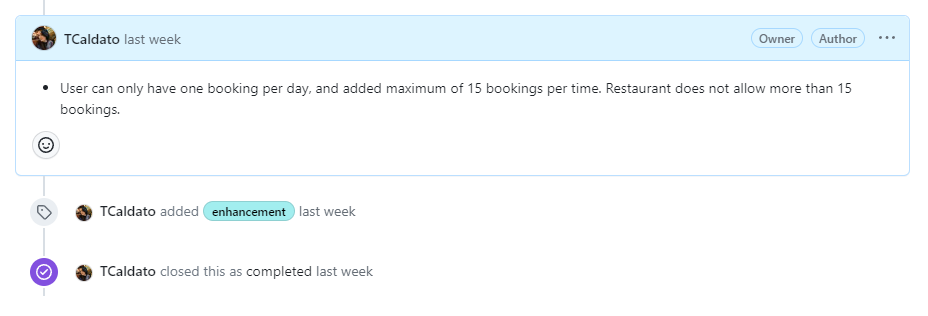 TCaldato last week
Owner
Author
User can only have one booking per day, and added maximum of 15 bookings per time. Restaurant does not allow more than 15
bookings.
TCaldato added enhancement last week
TCaldato closed this as completed last week